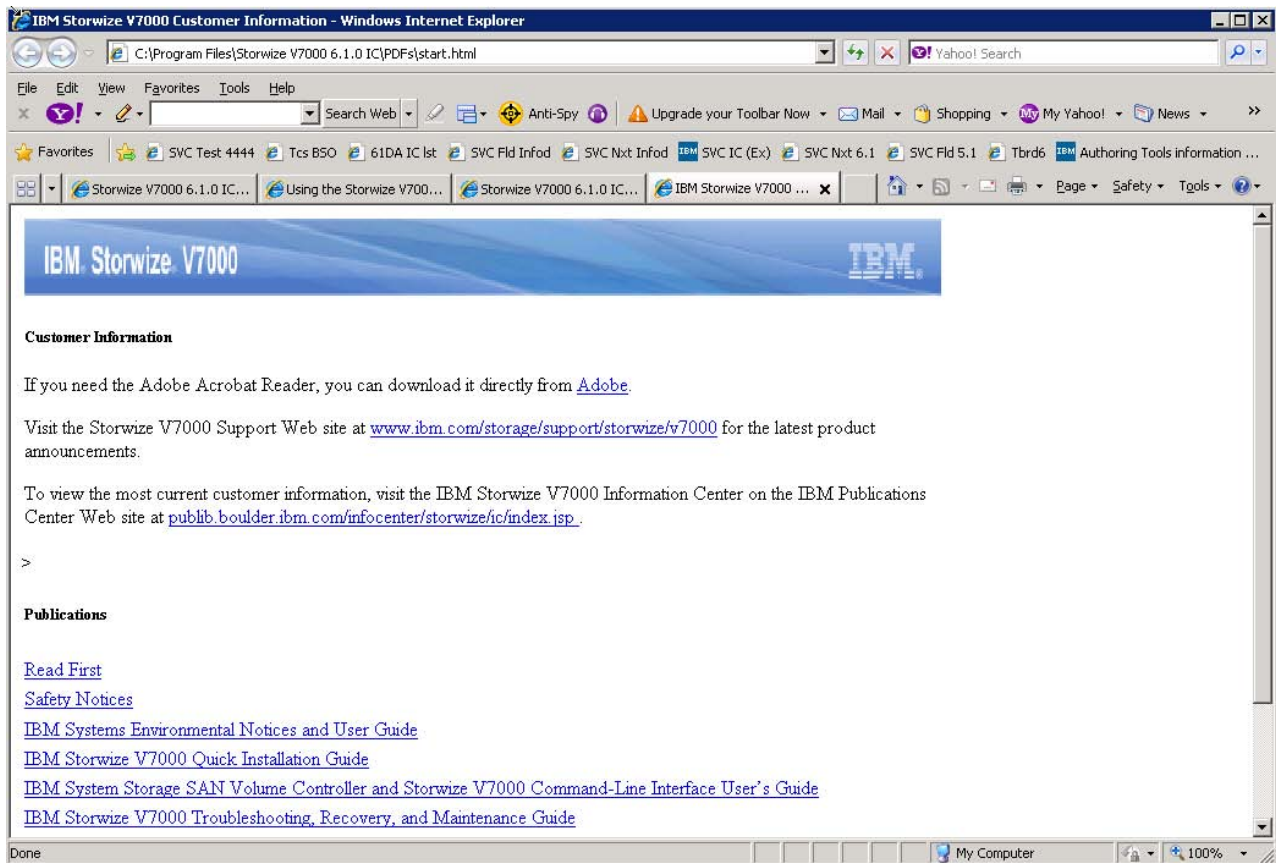 IBM Storwize V7000 Customer Information - Windows Internet Explorer
C:\Program Files\Storwize V7000 6.1.0 IC\PDFs\start.html
Yahoo! Search
File Edit View Favorites Tools Help
Y! Search Web Anti-Spy Upgrade your Toolbar Now Mail Shopping My Yahoo! News »
Favorites SVC Test 4444 Tcs BSO 61DA IC lst SVC Fld Infod SVC Nxt Infod IBM SVC IC (Ex) SVC Nxt 6.1 SVC Fld 5.1 Tbrd6 IBM Authoring Tools information ...
Storwize V7000 6.1.0 IC... Using the Storwize V700... Storwize V7000 6.1.0 IC... IBM Storwize V7000 ... Page Safety Tools
IBM® Storwize® V7000 IBM®
Customer Information
If you need the Adobe Acrobat Reader, you can download it directly from Adobe.
Visit the Storwize V7000 Support Web site at www.ibm.com/storage/support/storwize/v7000 for the latest product
announcements.
To view the most current customer information, visit the IBM Storwize V7000 Information Center on the IBM Publications
Center Web site at publib.boulder.ibm.com/infocenter/storwize/ic/index.jsp .
>
Publications
Read First
Safety Notices
IBM Systems Environmental Notices and User Guide
IBM Storwize V7000 Quick Installation Guide
IBM System Storage SAN Volume Controller and Storwize V7000 Command-Line Interface User's Guide
IBM Storwize V7000 Troubleshooting, Recovery, and Maintenance Guide
Done My Computer 100%